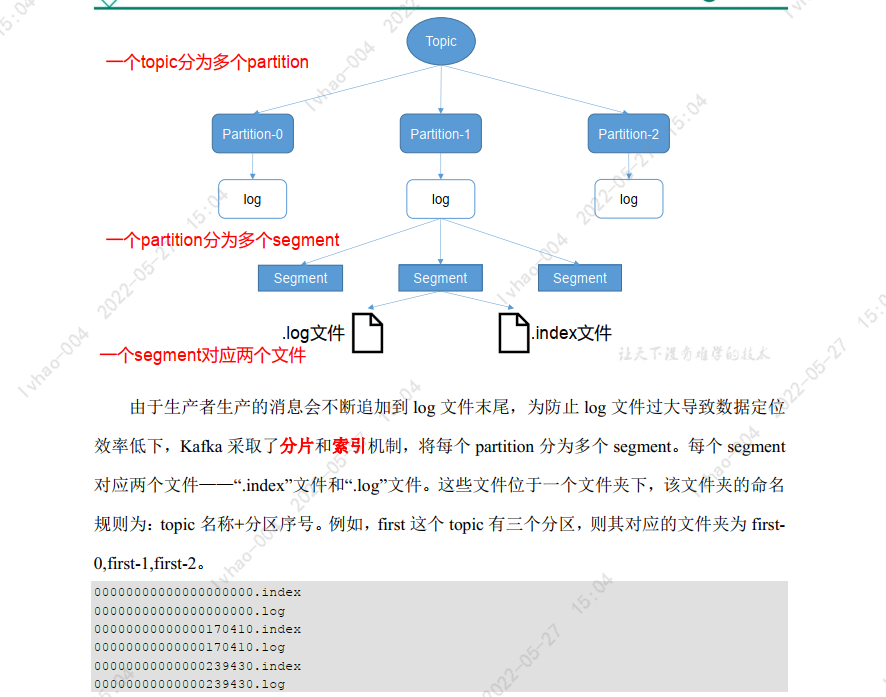 Topic
一个topic分为多个partition
Partition-0
Partition-1
Partition-2
log
log
log
一个partition分为多个segment
Segment
Segment
Segment
.log文件
.index文件
一个segment对应两个文件
让天下没有难学的技术
由于生产者生产的消息会不断追加到 log 文件末尾，为防止 log 文件过大导致数据定位
效率低下，Kafka 采取了分片和索引机制，将每个 partition 分为多个 segment。每个 segment
对应两个文件——“.index”文件和“.log”文件。这些文件位于一个文件夹下，该文件夹的命名
规则为：topic 名称+分区序号。例如，first 这个 topic 有三个分区，则其对应的文件夹为 first-
0,first-1,first-2。
00000000000000000000.index
00000000000000000000.log
00000000000000170410.index
00000000000000170410.log
00000000000000239430.index
00000000000000239430.log
lvhao-004 2022-05-27 15:04